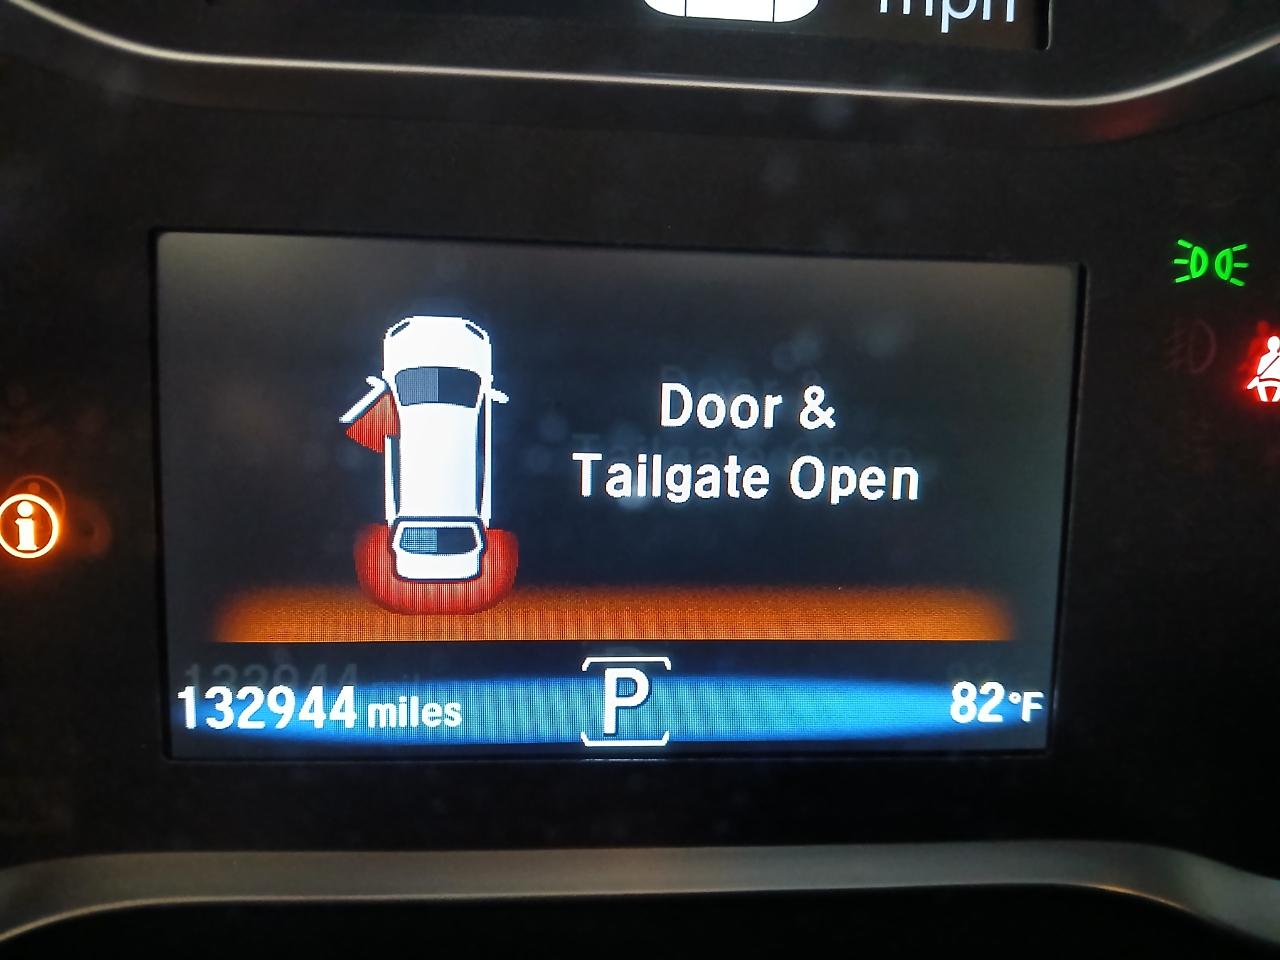 mph
Door &
Tailgate Open
132944 miles
P
82°F